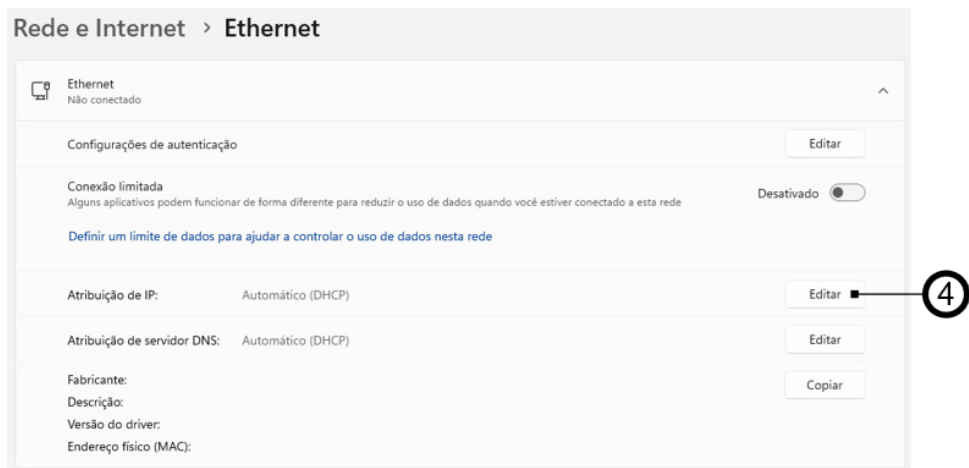 Rede e Internet > Ethernet
Ethernet
Não conectado
Configurações de autenticação Editar
Conexão limitada
Alguns aplicativos podem funcionar de forma diferente para reduzir o uso de dados quando você estiver conectado a esta rede
Desativado
Definir um limite de dados para ajudar a controlar o uso de dados nesta rede
Atribuição de IP: Automático (DHCP) Editar 4
Atribuição de servidor DNS: Automático (DHCP) Editar
Fabricante: Copiar
Descrição:
Versão do driver:
Endereço físico (MAC):